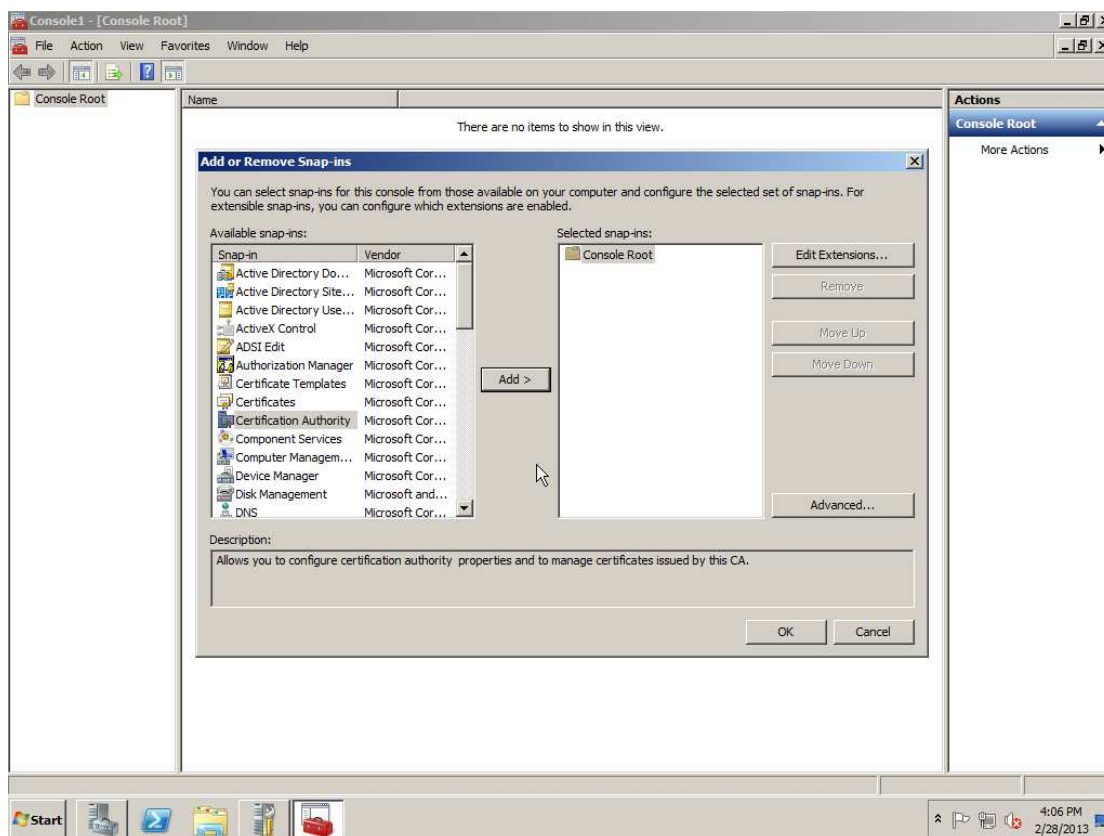 Console1 - [Console Root]
File Action View Favorites Window Help
Console Root
Name
There are no items to show in this view.
Actions
Console Root
More Actions
Add or Remove Snap-ins
You can select snap-ins for this console from those available on your computer and configure the selected set of snap-ins. For
extensible snap-ins, you can configure which extensions are enabled.
Available snap-ins:
Snap-in Vendor
Active Directory Do... Microsoft Cor...
Active Directory Site... Microsoft Cor...
Active Directory Use... Microsoft Cor...
ActiveX Control Microsoft Cor...
ADSI Edit Microsoft Cor...
Authorization Manager Microsoft Cor...
Certificate Templates Microsoft Cor...
Certificates Microsoft Cor...
Certification Authority Microsoft Cor...
Component Services Microsoft Cor...
Computer Managem... Microsoft Cor...
Device Manager Microsoft Cor...
Disk Management Microsoft and...
DNS Microsoft Cor...
Add >
Selected snap-ins:
Console Root
Edit Extensions...
Remove
Move Up
Move Down
Advanced...
Description:
Allows you to configure certification authority properties and to manage certificates issued by this CA.
OK Cancel
Start
4:06 PM
2/28/2013